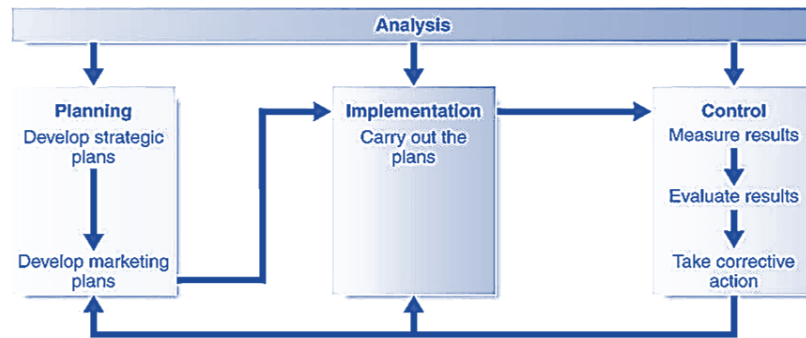 Analysis
Planning
Develop strategic
plans
Develop marketing
plans
Implementation
Carry out the
plans
Control
Measure results
Evaluate results
Take corrective
action